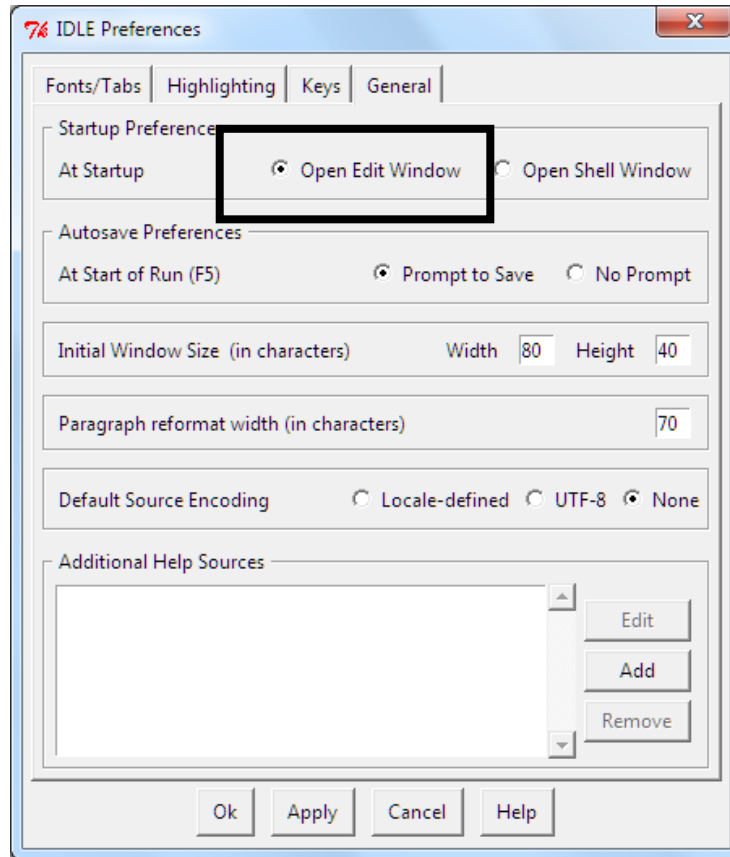 IDLE Preferences
Fonts/Tabs Highlighting Keys General
Startup Preference
At Startup Open Edit Window Open Shell Window
Autosave Preferences
At Start of Run (F5) Prompt to Save No Prompt
Initial Window Size (in characters) Width 80 Height 40
Paragraph reformat width (in characters) 70
Default Source Encoding Locale-defined UTF-8 None
Additional Help Sources
Edit
Add
Remove
Ok Apply Cancel Help